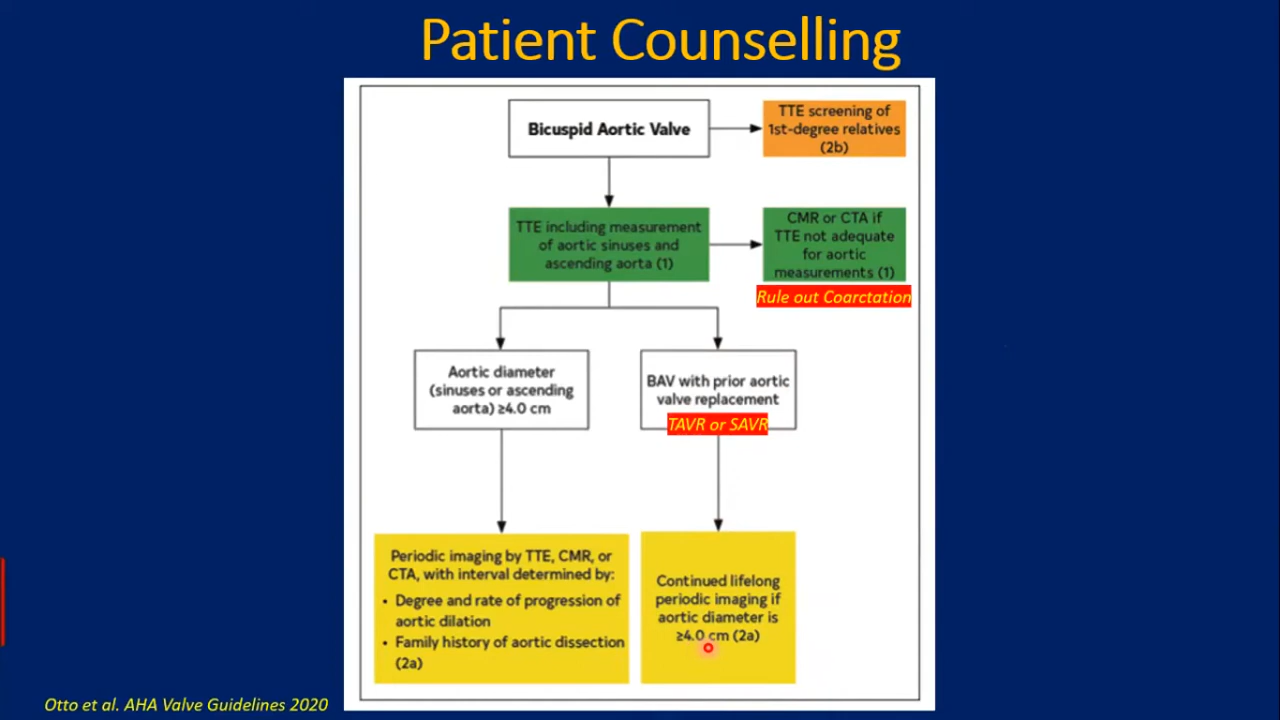 Patient Counselling
Bicuspid Aortic Valve
TTE screening of
1st-degree relatives
(2b)
TTE including measurement
of aortic sinuses and
ascending aorta (1)
CMR or CTA if
TTE not adequate
for aortic
measurements (1)
Rule out Coarctation
Aortic diameter
(sinuses or ascending
aorta) ≥4.0 cm
BAV with prior aortic
valve replacement
TAVR or SAVR
Periodic imaging by TTE, CMR, or
CTA, with interval determined by:
• Degree and rate of progression of
aortic dilation
• Family history of aortic dissection
(2a)
Continued lifelong
periodic imaging if
aortic diameter is
≥4.0 cm (2a)
Otto et al. AHA Valve Guidelines 2020